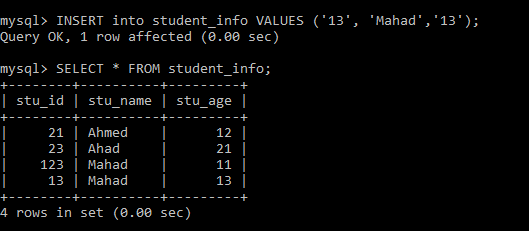 mysql> INSERT into student_info VALUES ('13', 'Mahad','13');
Query OK, 1 row affected (0.00 sec)
mysql> SELECT * FROM student_info;
+--------+----------+---------+
| stu_id | stu_name | stu_age |
+--------+----------+---------+
|     21 | Ahmed    |      12 |
|     23 | Ahad     |      21 |
|    123 | Mahad    |      11 |
|     13 | Mahad    |      13 |
+--------+----------+---------+
4 rows in set (0.00 sec)